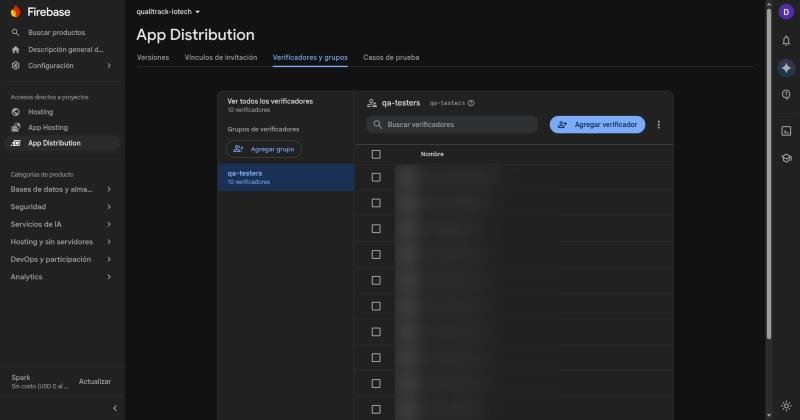 Firebase
Buscar productos
Descripción general d...
Configuración
Accesos directos a proyectos
Hosting
App Hosting
App Distribution
Categorías de producto
Bases de datos y alma...
Seguridad
Servicios de IA
Hosting y sin servidores
DevOps y participación
Analytics
Spark
Sin costo (USD 0 al ...
Actualizar
qualitrack-iotech
App Distribution
Versiones
Vínculos de invitación
Verificadores y grupos
Casos de prueba
Ver todos los verificadores
10 verificadores
Grupos de verificadores
Agregar grupo
qa-testers
10 verificadores
qa-testers
qa-testers
Buscar verificadores
Agregar verificador
Nombre
D